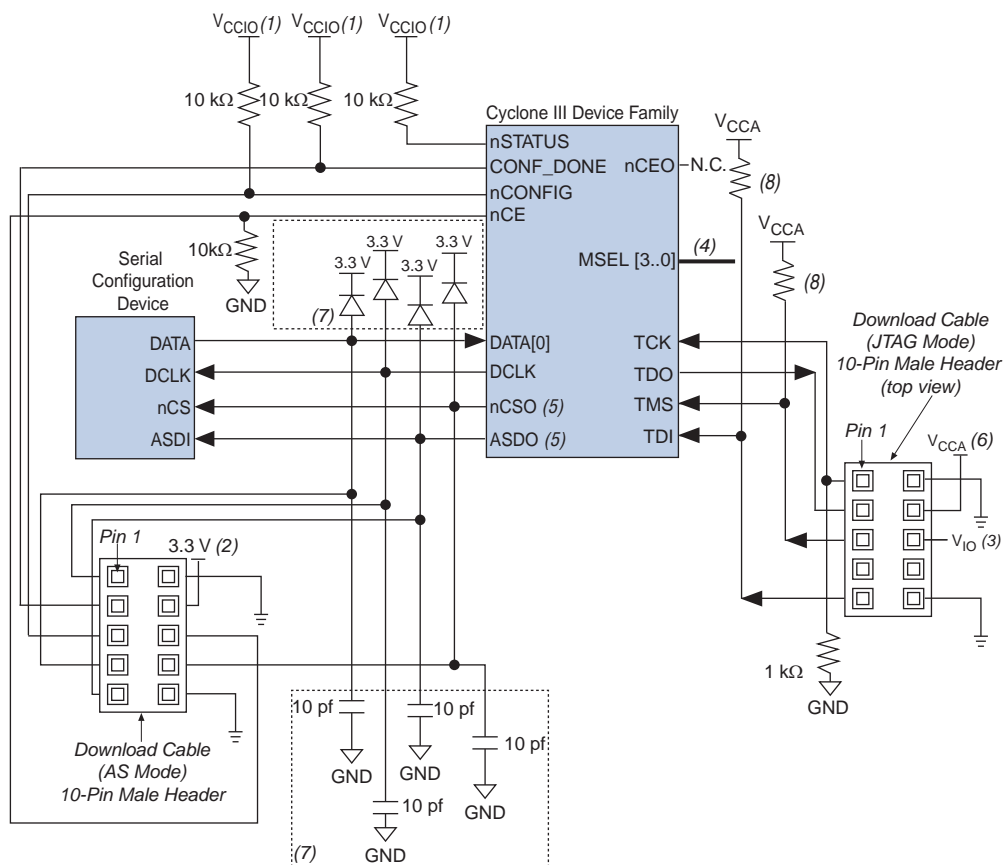 VCCIO(1) VCCIO(1) VCCIO(1)
10 kΩ 10 kΩ 10 kΩ
Cyclone III Device Family
nSTATUS
CONF_DONE
nCONFIG
nCE
nCEO
N.C.
VCCA
(8)
MSEL [3..0]
(4)
VCCA
(8)
10kΩ
GND
3.3 V
3.3 V
3.3 V
3.3 V
(7)
Serial
Configuration
Device
DATA
DCLK
nCS
ASDI
DATA[0]
DCLK
nCSO (5)
ASDO (5)
TCK
TDO
TMS
TDI
Download Cable
(JTAG Mode)
10-Pin Male Header
(top view)
Pin 1
VCCA (6)
VIO (3)
1 kΩ
GND
Pin 1
3.3 V (2)
Download Cable
(AS Mode)
10-Pin Male Header
10 pf
GND
10 pf
GND
10 pf
GND
10 pf
GND
(7)